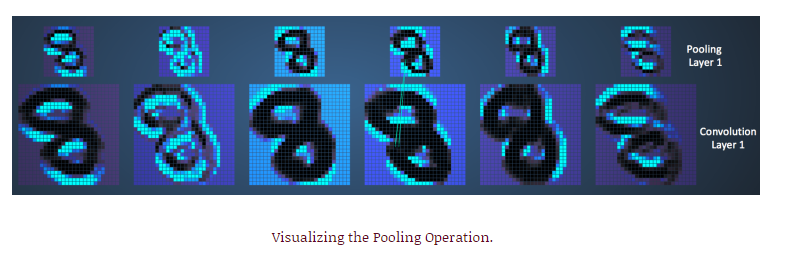 Pooling
Layer 1
Convolution
Layer 1
Visualizing the Pooling Operation.